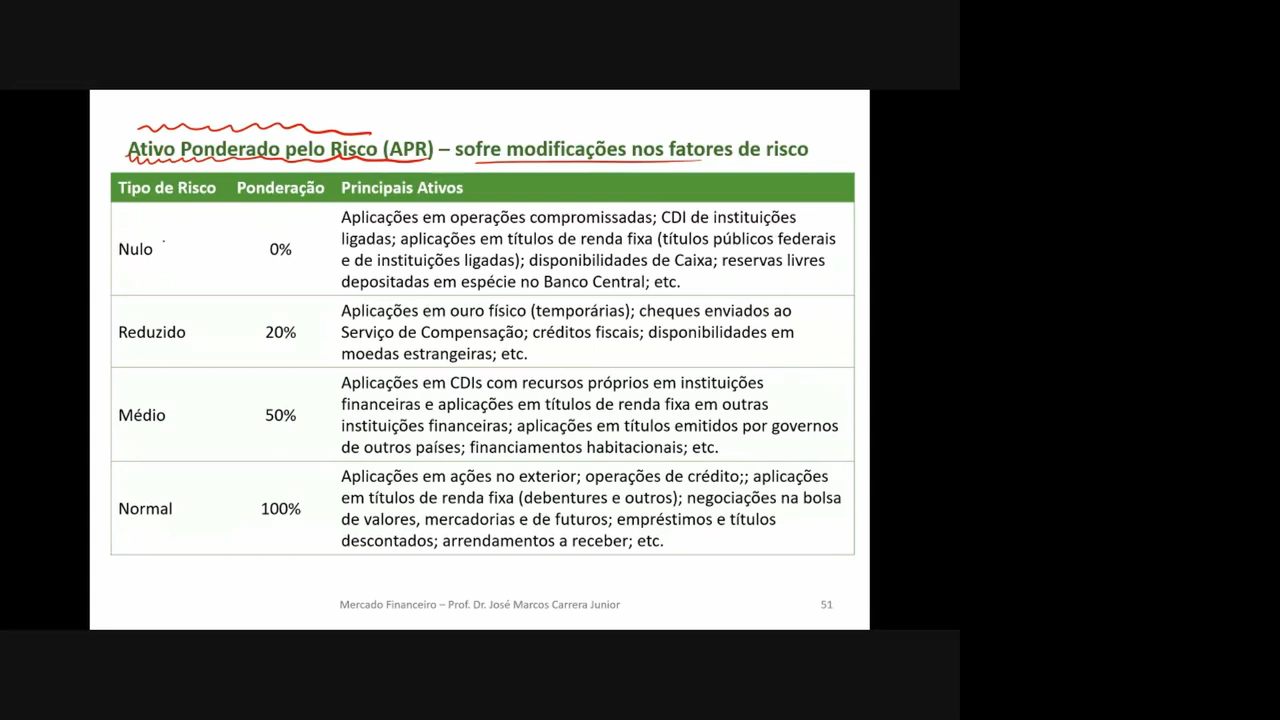 Ativo Ponderado pelo Risco (APR) – sofre modificações nos fatores de risco
Tipo de Risco Ponderação Principais Ativos
Nulo 0% Aplicações em operações compromissadas; CDI de instituições
ligadas; aplicações em títulos de renda fixa (títulos públicos federais
e de instituições ligadas); disponibilidades de Caixa; reservas livres
depositadas em espécie no Banco Central; etc.
Reduzido 20% Aplicações em ouro físico (temporárias); cheques enviados ao
Serviço de Compensação; créditos fiscais; disponibilidades em
moedas estrangeiras; etc.
Médio 50% Aplicações em CDIs com recursos próprios em instituições
financeiras e aplicações em títulos de renda fixa em outras
instituições financeiras; aplicações em títulos emitidos por governos
de outros países; financiamentos habitacionais; etc.
Normal 100% Aplicações em ações no exterior; operações de crédito;; aplicações
em títulos de renda fixa (debentures e outros); negociações na bolsa
de valores, mercadorias e de futuros; empréstimos e títulos
descontados; arrendamentos a receber; etc.
Mercado Financeiro – Prof. Dr. José Marcos Carrera Junior 51